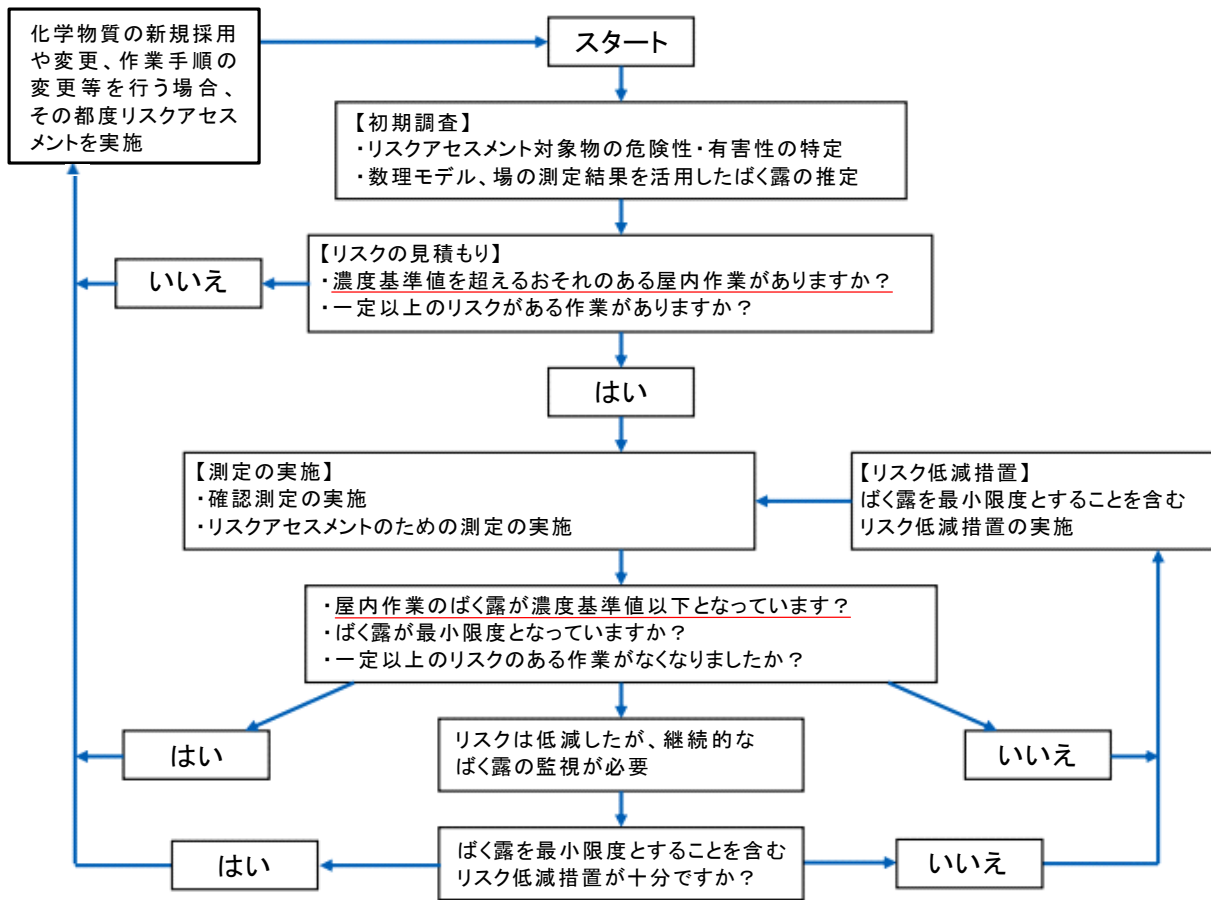 化学物質の新規採用
や変更、作業手順の
変更等を行う場合、
その都度リスクアセス
メントを実施
スタート
【初期調査】
・リスクアセスメント対象物の危険性・有害性の特定
・数理モデル、場の測定結果を活用したばく露の推定
【リスクの見積もり】
・濃度基準値を超えるおそれのある屋内作業がありますか？
・一定以上のリスクがある作業がありますか？
いいえ
はい
【測定の実施】
・確認測定の実施
・リスクアセスメントのための測定の実施
【リスク低減措置】
ばく露を最小限度とすることを含む
リスク低減措置の実施
・屋内作業のばく露が濃度基準値以下となっています？
・ばく露が最小限度となっていますか？
・一定以上のリスクのある作業がなくなりましたか？
はい
リスクは低減したが、継続的な
ばく露の監視が必要
いいえ
はい
ばく露を最小限度とすることを含む
リスク低減措置が十分ですか？
いいえ